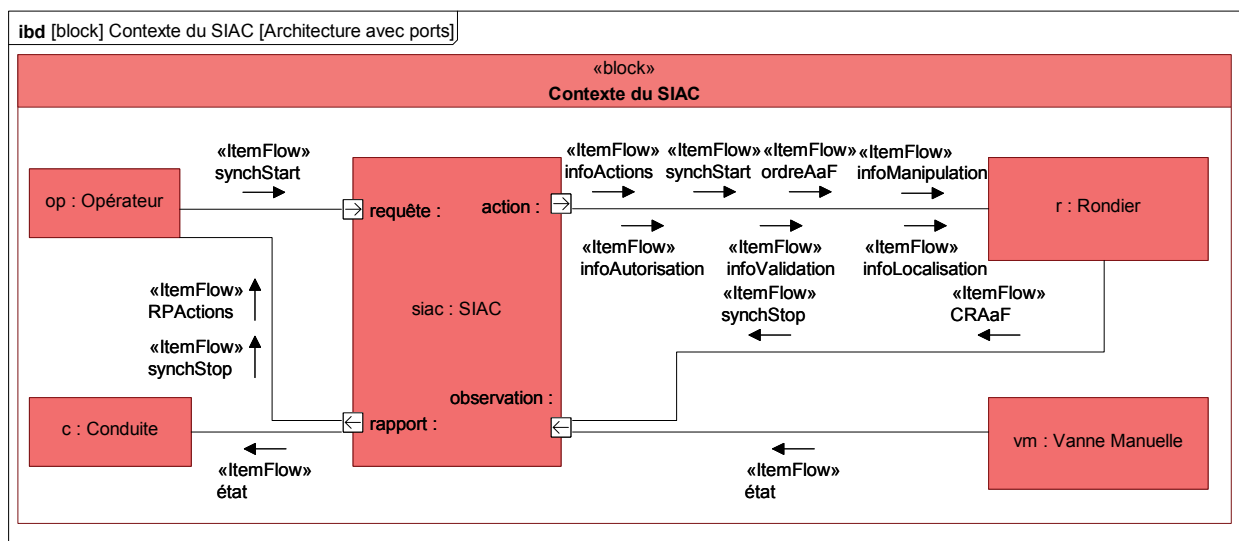 ibd [block] Contexte du SIAC [Architecture avec ports]
«block»
Contexte du SIAC
«ItemFlow»
synchStart
«ItemFlow» «ItemFlow» «ItemFlow» «ItemFlow»
infoActions synchStart ordreAaF infoManipulation
op : Opérateur
requête :
action :
r : Rondier
«ItemFlow» «ItemFlow» «ItemFlow»
infoAutorisation infoValidation infoLocalisation
«ItemFlow»
RPActions
siac : SIAC
«ItemFlow»
synchStop
«ItemFlow»
CRAaF
«ItemFlow»
synchStop
observation :
c : Conduite
rapport :
vm : Vanne Manuelle
«ItemFlow»
état
«ItemFlow»
état